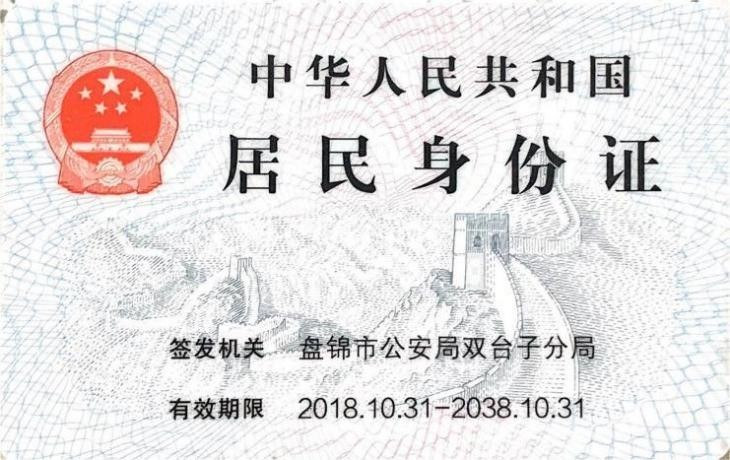 中华人民共和国
居民身份证
签发机关 盘锦市公安局双台子分局
有效期限 2018.10.31-2038.10.31